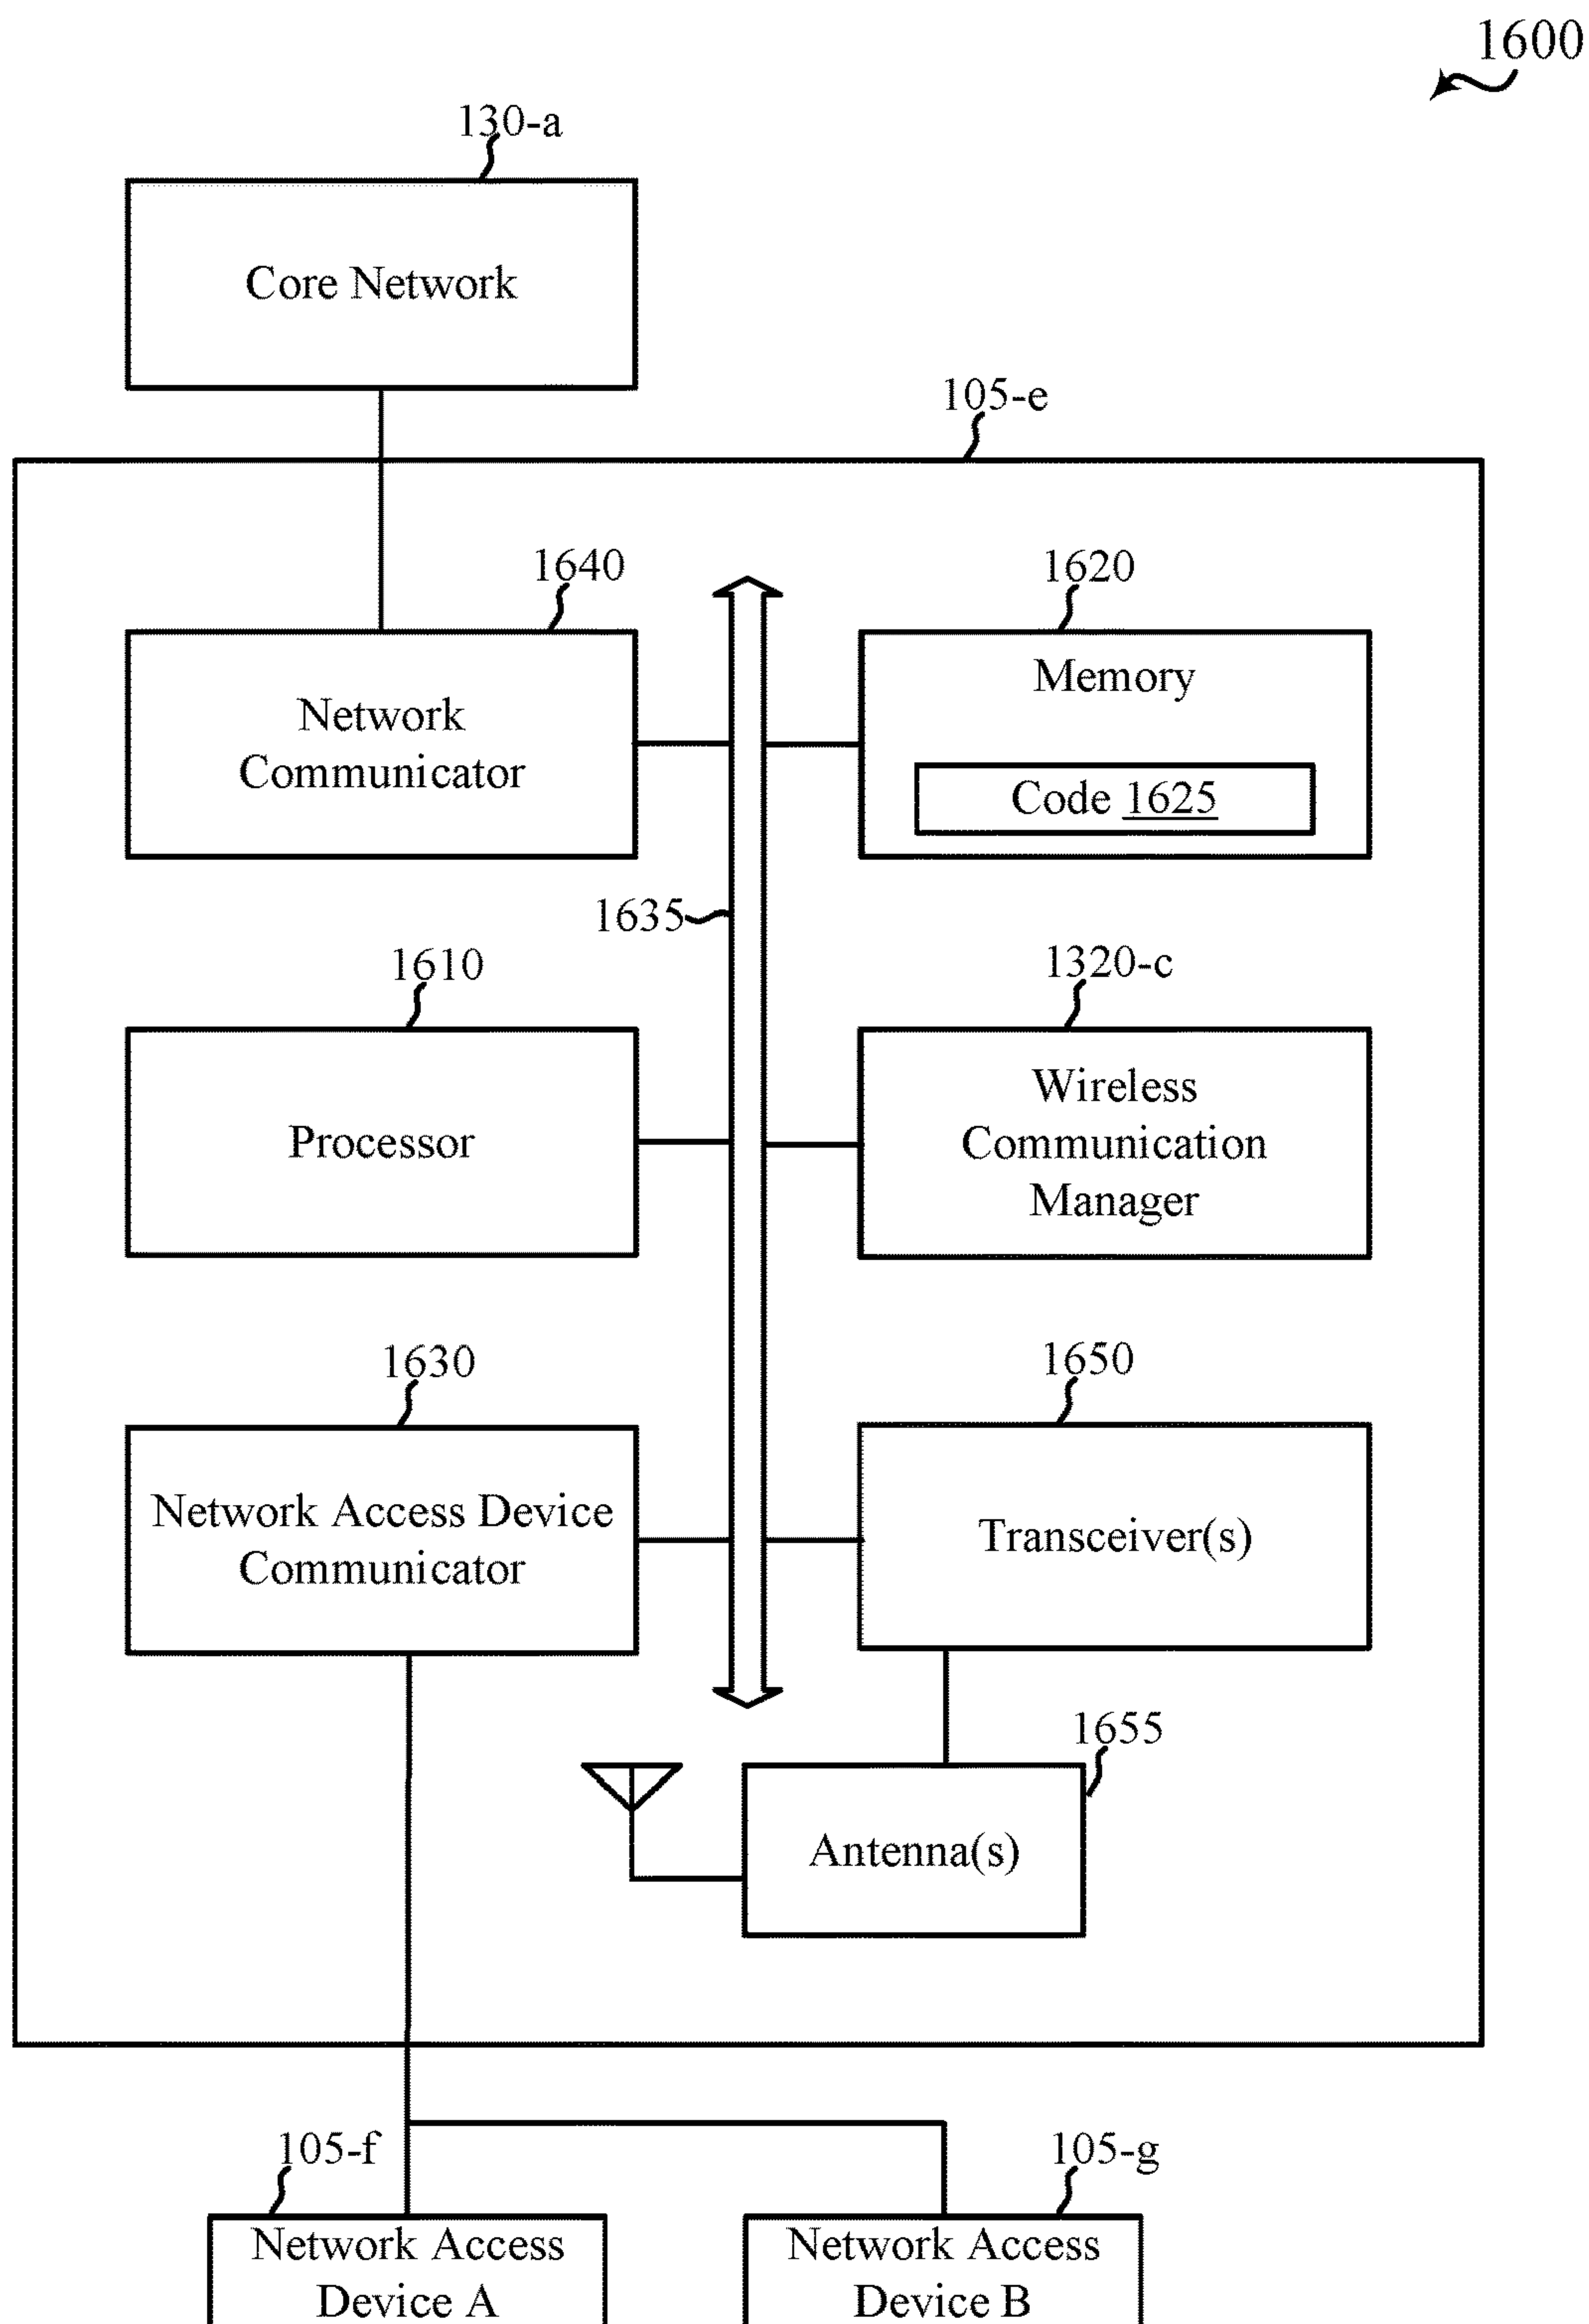 1600
130-a
Core Network
105-e
1640
1620
Network
Communicator
Memory
Code 1625
1635
1610
1320-c
Processor
Wireless
Communication
Manager
1630
1650
Network Access Device
Communicator
Transceiver(s)
1655
Antenna(s)
105-f
105-g
Network Access
Device A
Network Access
Device B